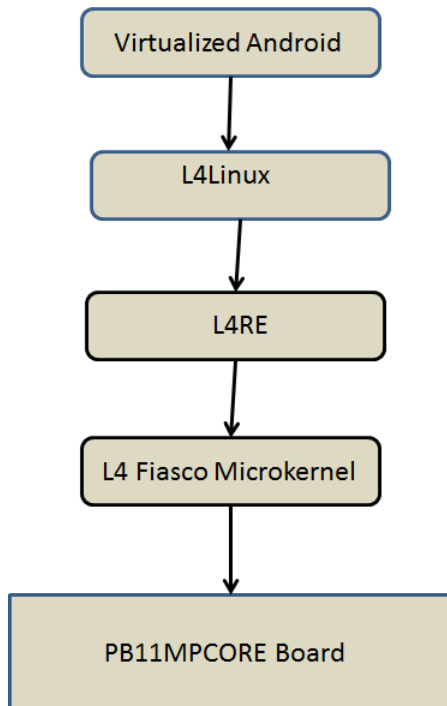 Virtualized Android
L4Linux
L4RE
L4 Fiasco Microkernel
PB11MPCORE Board